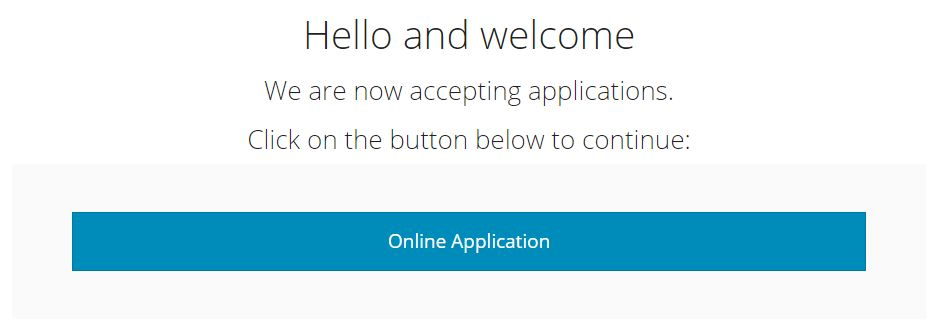 Hello and welcome
We are now accepting applications.
Click on the button below to continue:
Online Application